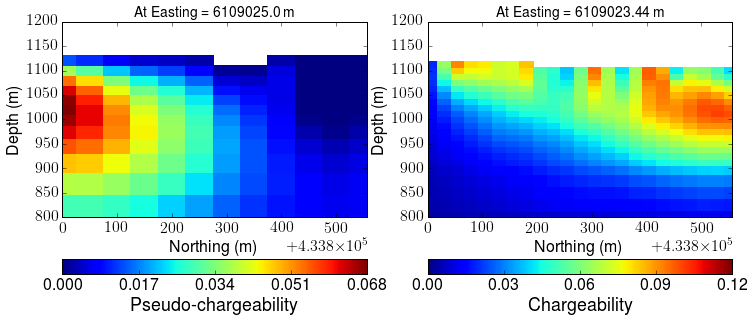 At Easting = 6109025.0 m
1200
1150
1100
1050
1000
950
900
850
800
Depth (m)
0 100 200 300 400 500
Northing (m)
+4.338×10⁵
0.000 0.017 0.034 0.051 0.068
Pseudo-chargeability
At Easting = 6109023.44 m
1200
1150
1100
1050
1000
950
900
850
800
Depth (m)
0 100 200 300 400 500
Northing (m)
+4.338×10⁵
0.00 0.03 0.06 0.09 0.12
Chargeability